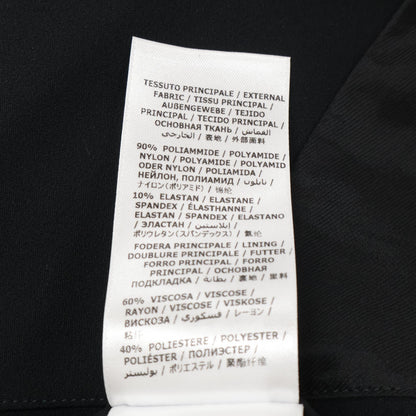 TESSUTO PRINCIPALE / EXTERNAL
FABRIC / TISSU PRINCIPAL /
AUßENGEWEBE / TEJIDO
PRINCIPAL / TECIDO PRINCIPAL /
ОСНОВНАЯ ТКАНЬ / القماش
الخارجي / 表地 / 外部面料
90% POLIAMMIDE / POLYAMIDE /
NYLON / POLYAMIDE / POLYAMID
ODER NYLON / POLIAMIDA /
НЕЙЛОН, ПОЛИАМИД / نايلون /
ナイロン(ポリアミド) / 锦纶
10% ELASTAN / ELASTANE /
SPANDEX / ÉLASTHANNE /
ELASTAN / SPANDEX / ELASTANO
/ ЭЛАСТАН / إيلاستين /
ポリウレタン(スパンデックス) / 氨纶
FODERA PRINCIPALE / LINING /
DOUBLURE PRINCIPALE / FUTTER /
FORRO PRINCIPAL / FORRO
PRINCIPAL / ОСНОВНАЯ
ПОДКЛАДКА / بطانة / 裏地 / 里料
60% VISCOSA / VISCOSE /
RAYON / VISCOSE / VISKOSE /
ВИСКОЗА / فسكوزي / レーヨン /
粘纤
40% POLIESTERE / POLYESTER /
POLIÉSTER / ПОЛИЭСТЕР /
بوليستر / ポリエステル / 聚酯纤维